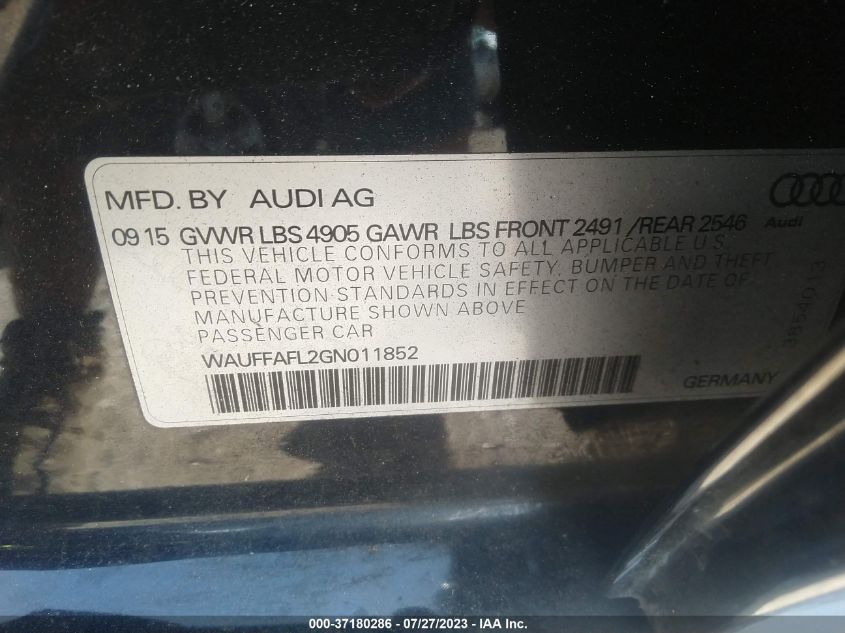 MFD. BY AUDI AG
09 15 GVWR LBS 4905 GAWR LBS FRONT 2491 /REAR 2546
Audi
THIS VEHICLE CONFORMS TO ALL APPLICABLE U.S.
FEDERAL MOTOR VEHICLE SAFETY, BUMPER AND THEFT
PREVENTION STANDARDS IN EFFECT ON THE DATE OF
MANUFACTURE SHOWN ABOVE
PASSENGER CAR
WAUFFAFL2GN011852
GERMANY
000-37180286 - 07/27/2023 - IAA Inc.